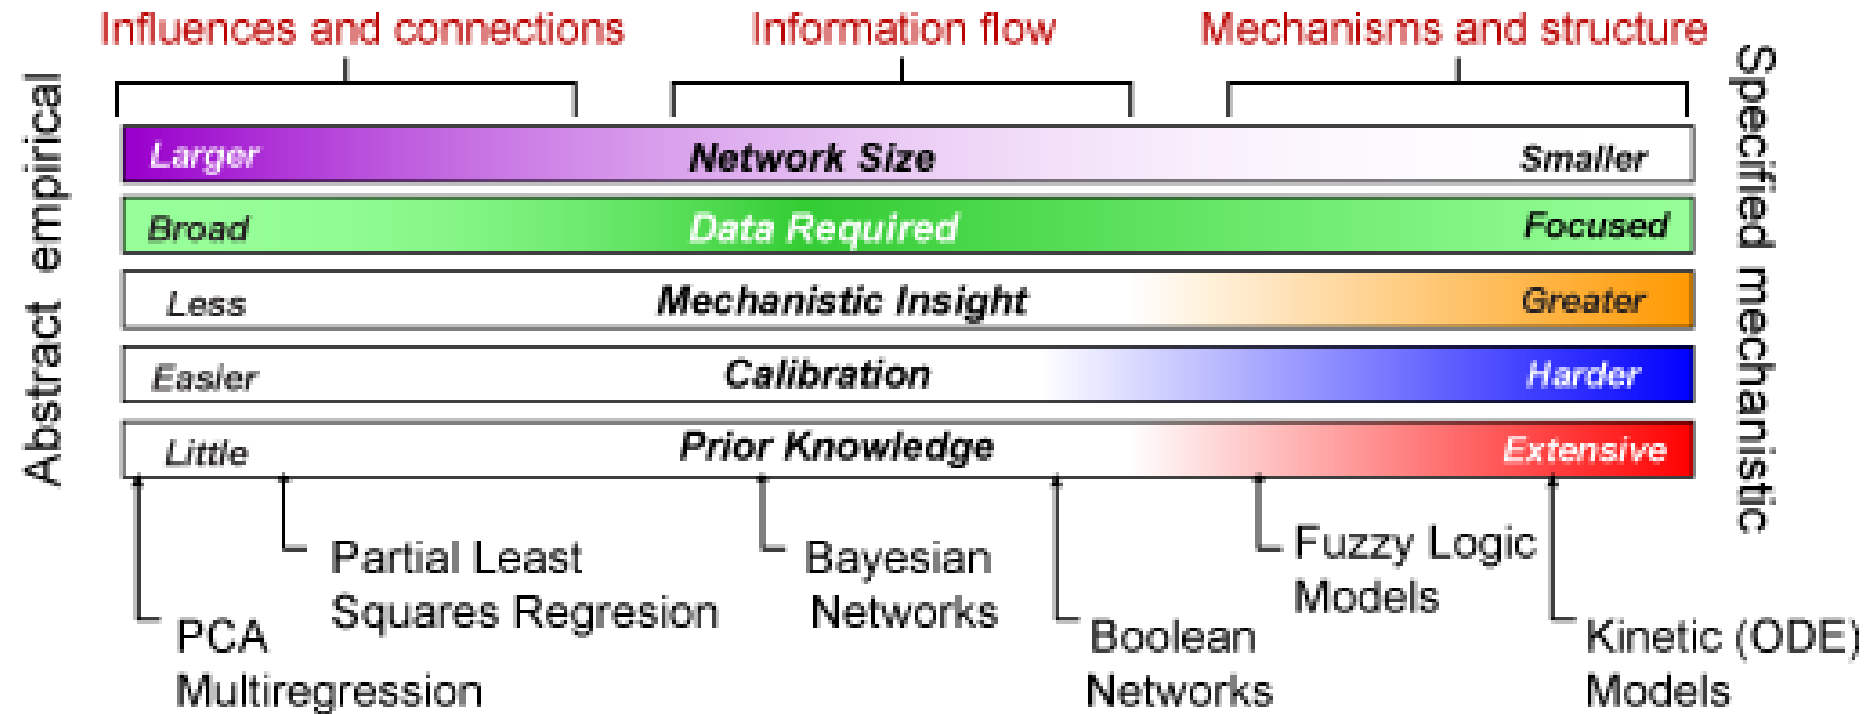 Influences and connections
Information flow
Mechanisms and structure
Abstract empirical
Specified mechanistic
Larger
Network Size
Smaller
Broad
Data Required
Focused
Less
Mechanistic Insight
Greater
Easier
Calibration
Harder
Little
Prior Knowledge
Extensive
PCA
Multiregression
Partial Least
Squares Regresion
Bayesian
Networks
Boolean
Networks
Fuzzy Logic
Models
Kinetic (ODE)
Models